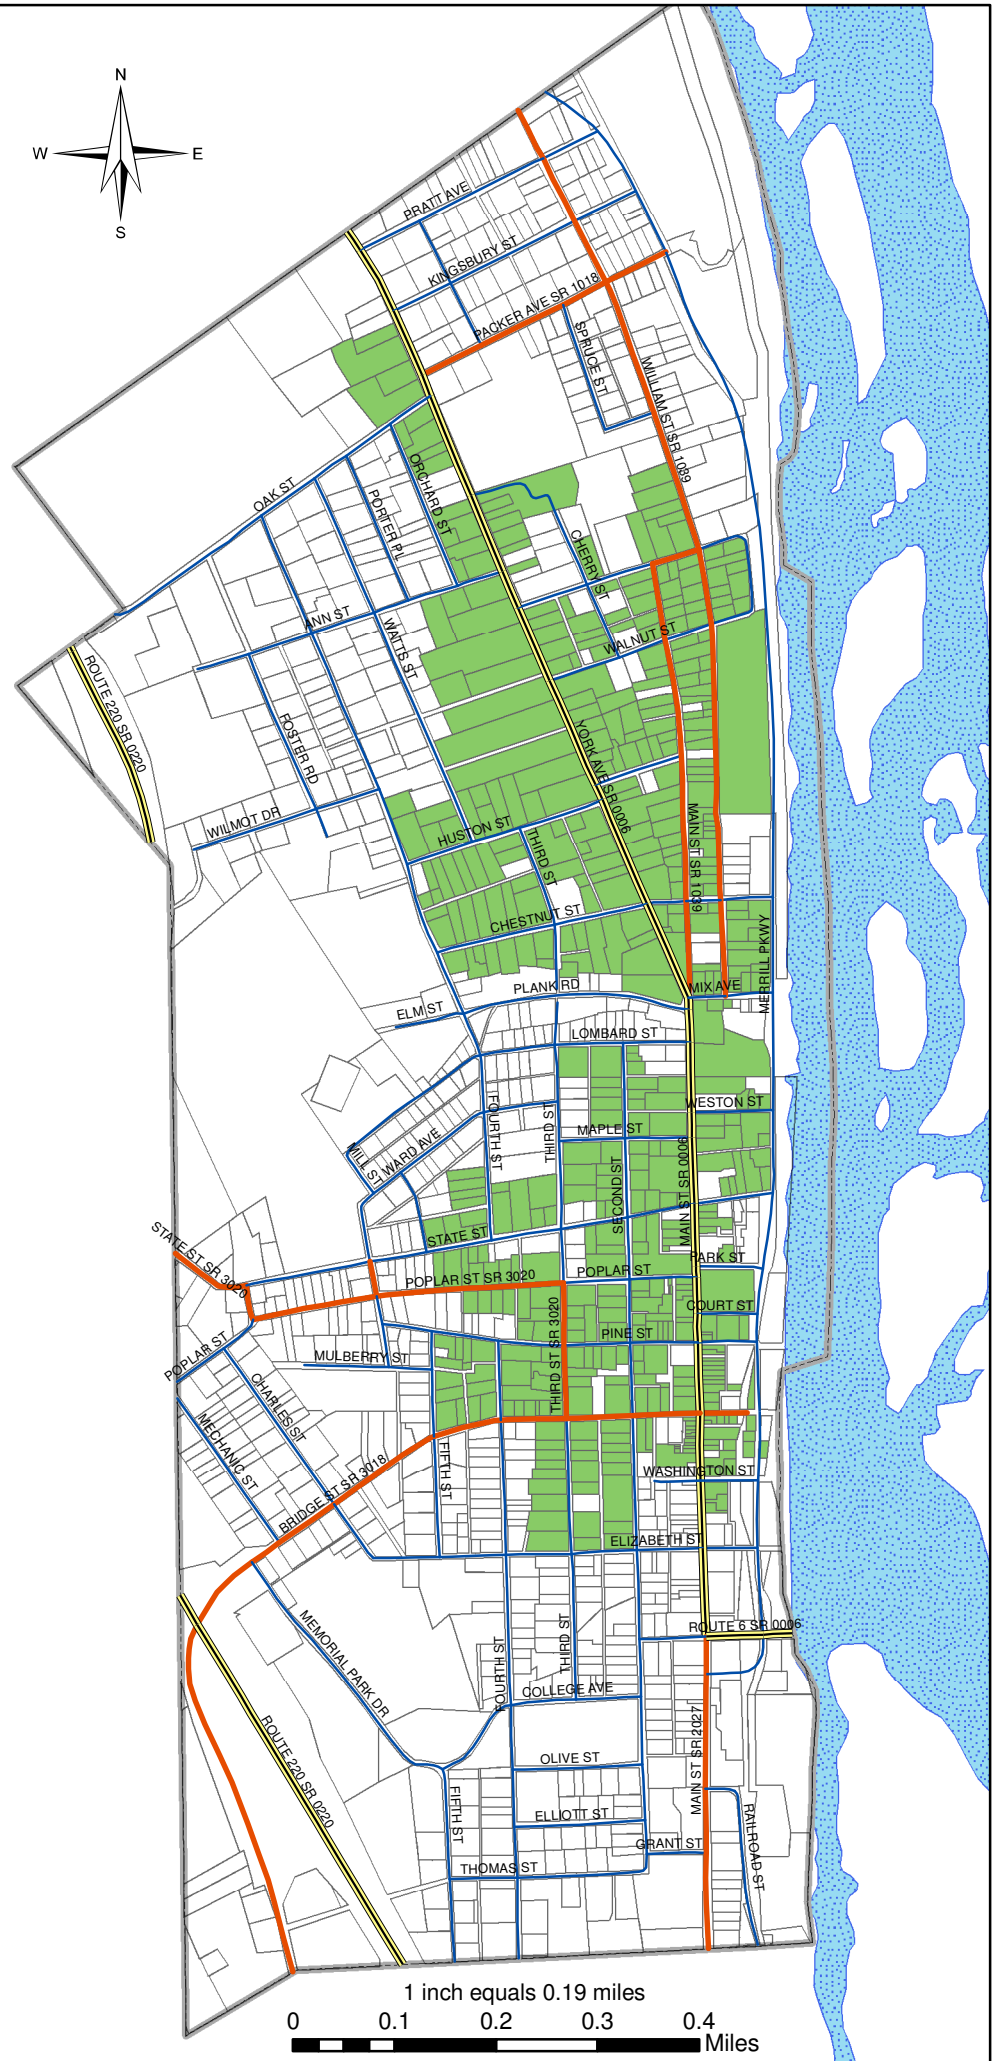 N
W E
S
PRATT AVE
KINGSBURY ST
PACKER AVE SR 1018
SPRUCE ST
WILLIAM ST SR 1089
OAK ST
ORCHARD ST
PORTER PL
CHERRY ST
ANN ST
WATTS ST
WALNUT ST
ROUTE 220 SR 0220
FOSTER RD
YORK AVE SR 0006
WILMOT DR
HUSTON ST
THIRD ST
MAIN ST SR 1039
CHESTNUT ST
MERRILL PKWY
PLANK RD
MIX AVE
ELM ST
LOMBARD ST
WESTON ST
FOURTH ST
THIRD ST
MAPLE ST
MILL ST
WARD AVE
SECOND ST
MAIN ST SR 0006
STATE ST
STATE ST SR 3020
PARK ST
POPLAR ST SR 3020
POPLAR ST
COURT ST
THIRD ST SR 3020
PINE ST
POPLAR ST
MULBERRY ST
CHARLES ST
MECHANIC ST
FIFTH ST
WASHINGTON ST
BRIDGE ST SR 3018
ELIZABETH ST
MEMORIAL PARK DR
FOURTH ST
THIRD ST
ROUTE 6 SR 0006
COLLEGE AVE
ROUTE 220 SR 0220
MAIN ST SR 2027
OLIVE ST
FIFTH ST
ELLIOTT ST
RAILROAD ST
GRANT ST
THOMAS ST
1 inch equals 0.19 miles
0 0.1 0.2 0.3 0.4
Miles